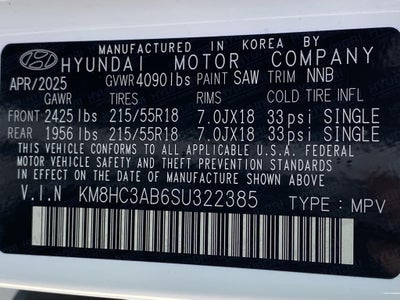 MANUFACTURED IN KOREA BY
HYUNDAI MOTOR COMPANY
APR/2025 GVWR 4090lbs PAINT SAW TRIM NNB
GAWR TIRES RIMS COLD TIRE INFL
FRONT 2425 lbs 215/55R18 7.0JX18 33psi SINGLE
REAR 1956 lbs 215/55R18 7.0JX18 33psi SINGLE
THIS VEHICLE CONFORMS TO ALL APPLICABLE U.S.A. FEDERAL
MOTOR VEHICLE SAFETY AND THEFT PREVENTION STANDARDS
IN EFFECT ON THE DATE OF MANUFACTURE SHOWN ABOVE.
V.I.N KM8HC3AB6SU322385 TYPE: MPV